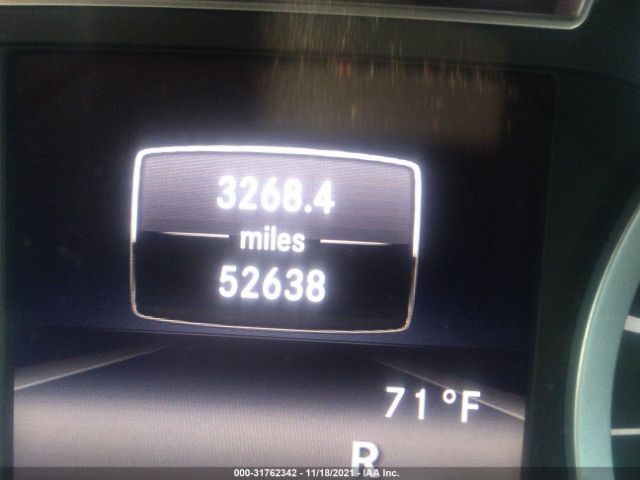 3268.4
miles
52638
71°F
R
000-31762342 - 11/18/2021 - IAA Inc.